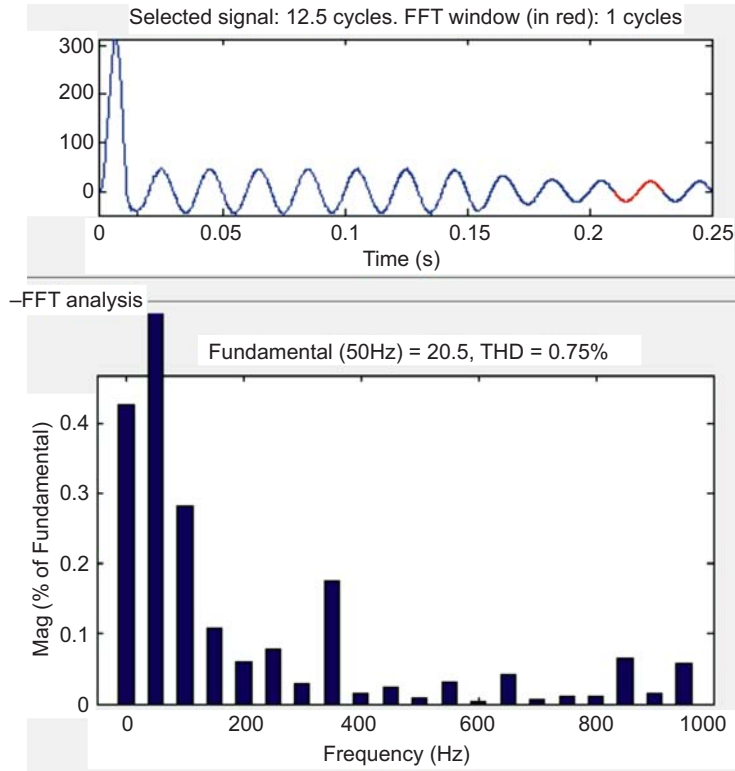 Selected signal: 12.5 cycles. FFT window (in red): 1 cycles
300
200
100
0
0 0.05 0.1 0.15 0.2 0.25
Time (s)
–FFT analysis
Fundamental (50Hz) = 20.5, THD = 0.75%
0.4
0.3
0.2
0.1
0
Mag (% of Fundamental)
0 200 400 600 800 1000
Frequency (Hz)